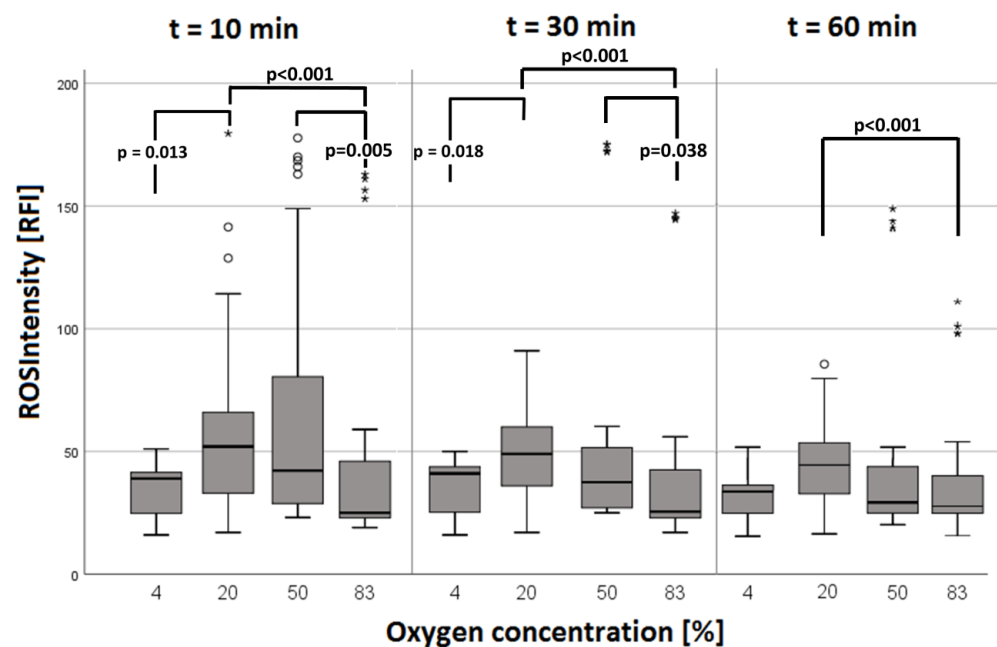 t = 10 min
t = 30 min
t = 60 min
p<0.001
p<0.001
p<0.001
p = 0.013
p=0.005
p = 0.018
p=0.038
ROSIntensity [RFI]
200
150
100
50
0
4 20 50 83 4 20 50 83 4 20 50 83
Oxygen concentration [%]